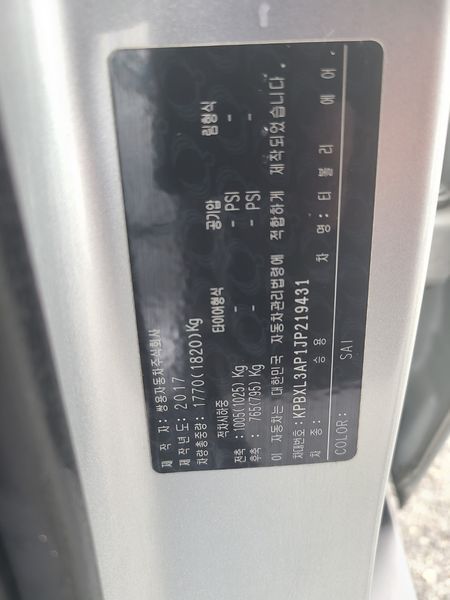 제 작 자: 쌍용자동차주식회사
제작년도: 2017
차량총중량: 1770(1820)Kg
적차시하중 타이어형식 공기압 림형식
전축: 1005(1025) Kg - - PSI -
후축: 765(795) Kg - - PSI -
이 자동차는 대한민국 자동차관리법령에 적합하게 제작되었습니다
차대번호: KPBXL3AP1JP219431
차 종: 승용 차 명: 티 볼 리 에 어
COLOR: SAI